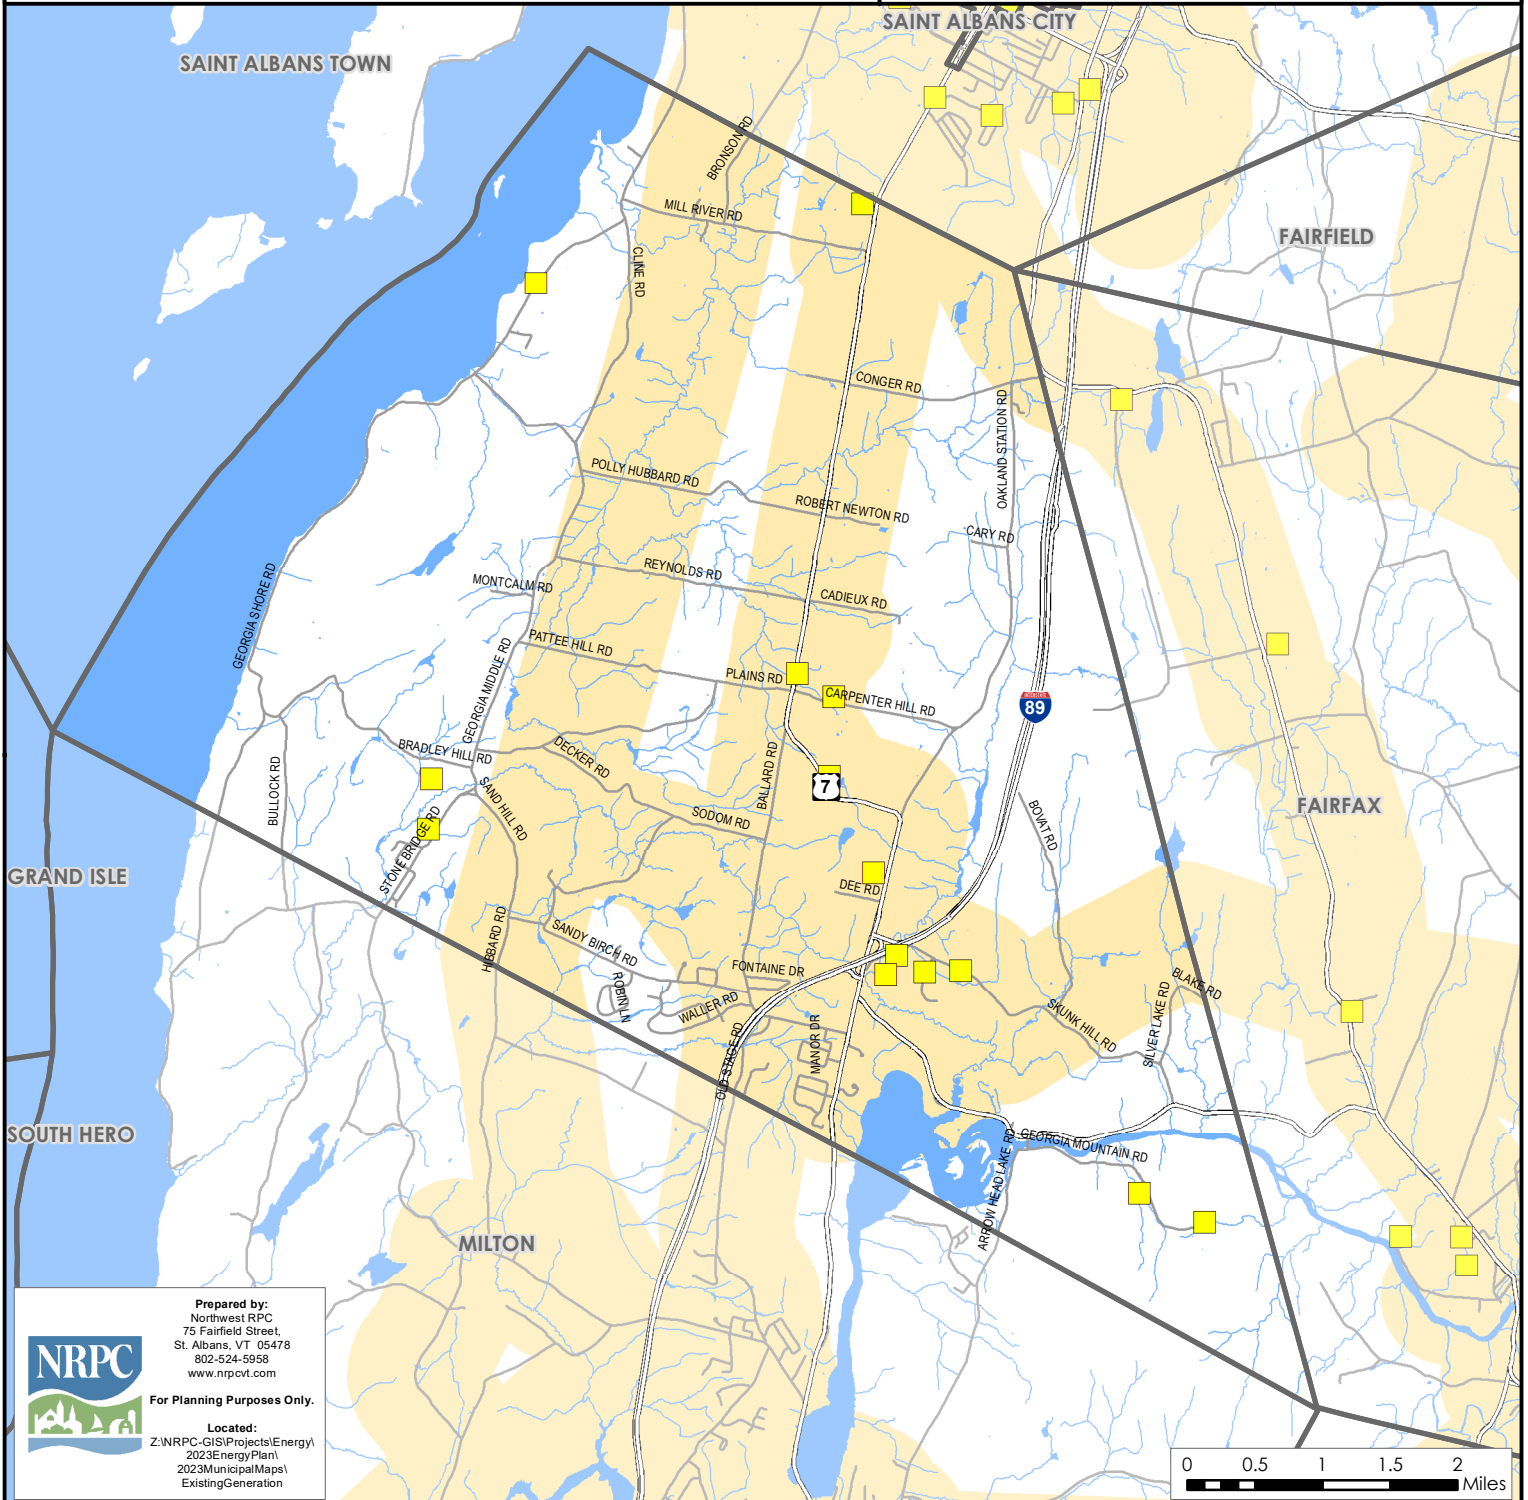 SAINT ALBANS CITY
SAINT ALBANS TOWN
BRONSON RD
MILL RIVER RD
FAIRFIELD
CLINE RD
CONGER RD
OAKLAND STATION RD
POLLY HUBBARD RD
ROBERT NEWTON RD
CARY RD
REYNOLDS RD
MONTCALM RD
CADIEUX RD
GEORGIA SHORE RD
PATTEE HILL RD
GEORGIA MIDDLE RD
PLAINS RD
CARPENTER HILL RD
INTERSTATE
89
BRADLEY HILL RD
DECKER RD
BALLARD RD
7
BULLOCK RD
SAND HILL RD
SODOM RD
BOVAT RD
FAIRFAX
STONE BRIDGE RD
GRAND ISLE
DEE RD
HIBBARD RD
SANDY BIRCH RD
FONTAINE DR
ROBIN LN
WALLER RD
BLAKE RD
SILVER LAKE RD
SKUNK HILL RD
MANOR DR
OLD STAGE RD
SOUTH HERO
GEORGIA MOUNTAIN RD
ARROW HEAD LAKE RD
MILTON
NRPC
Prepared by:
Northwest RPC
75 Fairfield Street,
St. Albans, VT 05478
802-524-5958
www.nrpcvt.com
For Planning Purposes Only.
Located:
Z:\NRPC-GIS\Projects\Energy\
2023EnergyPlan\
2023MunicipalMaps\
ExistingGeneration
0 0.5 1 1.5 2
Miles